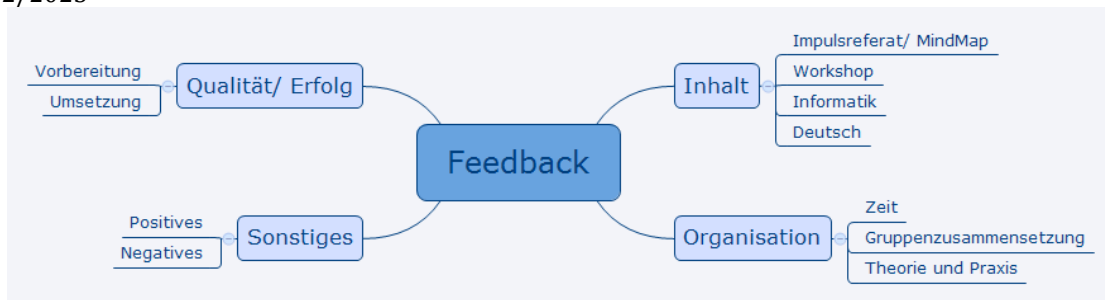 Feedback
Qualität/ Erfolg
Vorbereitung
Umsetzung
Inhalt
Impulsreferat/ MindMap
Workshop
Informatik
Deutsch
Sonstiges
Positives
Negatives
Organisation
Zeit
Gruppenzusammensetzung
Theorie und Praxis